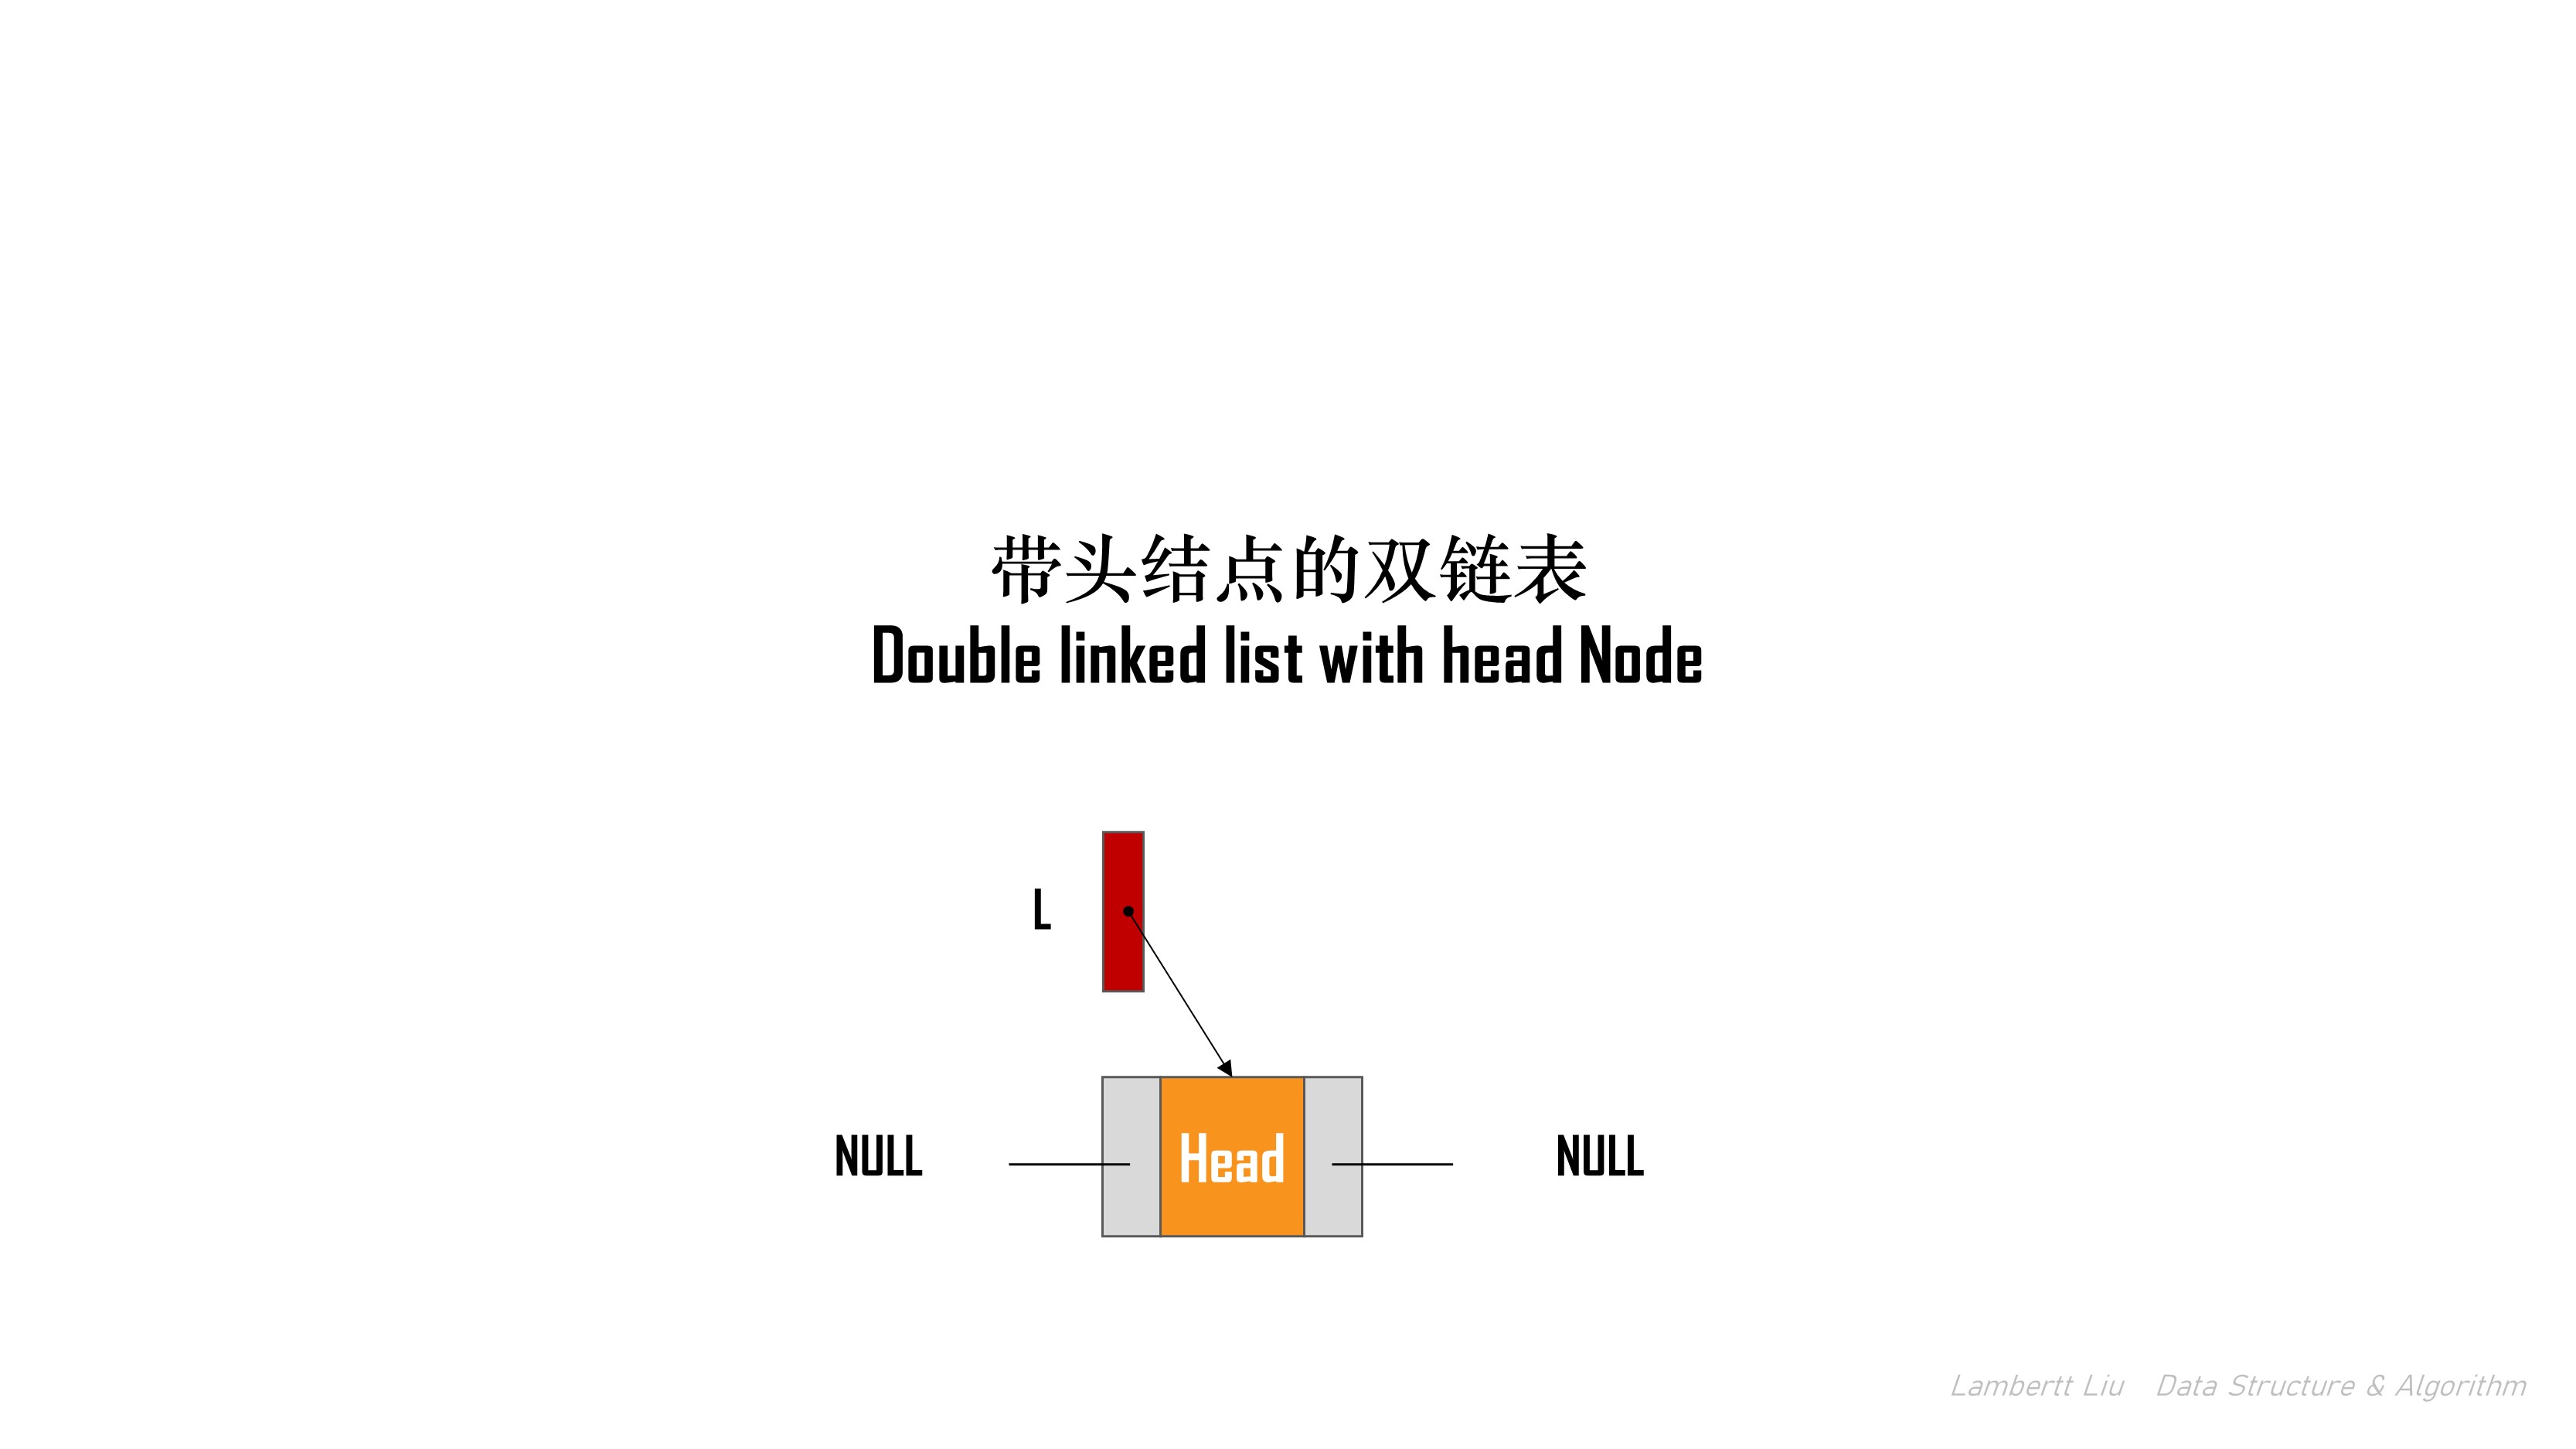 带头结点的双链表
Double linked list with head Node
L
Head
NULL
NULL
Lambertt Liu Data Structure & Algorithm